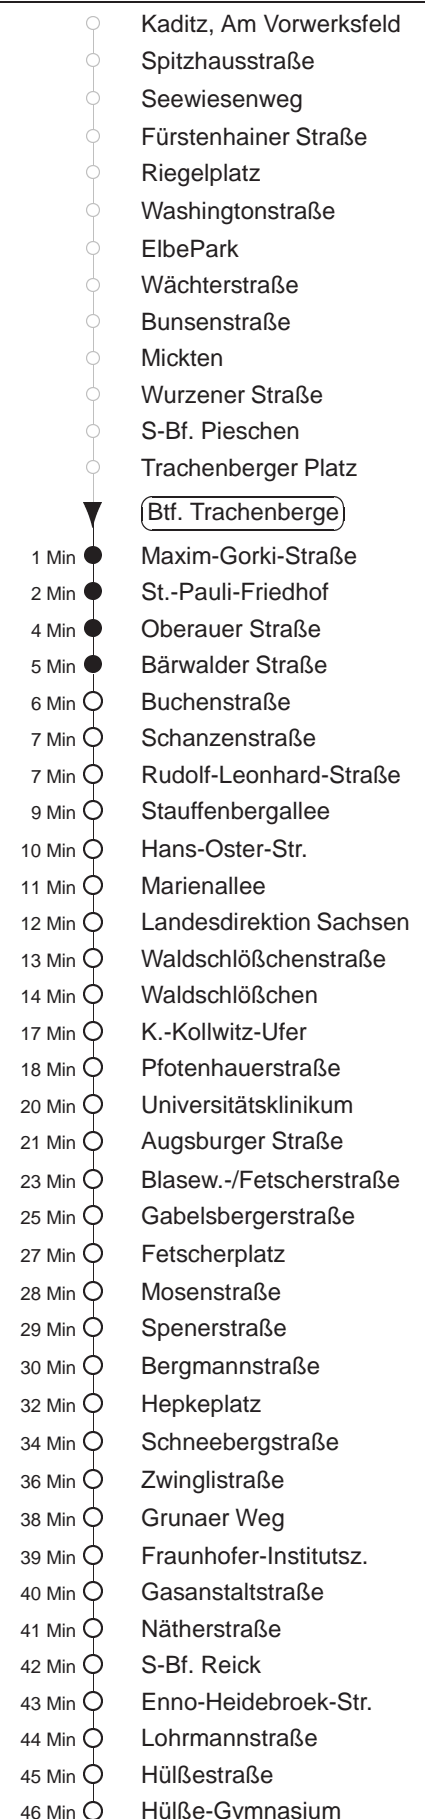 Kaditz, Am Vorwerksfeld
Spitzhausstraße
Seewiesenweg
Fürstenhainer Straße
Riegelplatz
Washingtonstraße
ElbePark
Wächterstraße
Bunsenstraße
Mickten
Wurzener Straße
S-Bf. Pieschen
Trachenberger Platz
Btf. Trachenberge
1 Min Maxim-Gorki-Straße
2 Min St.-Pauli-Friedhof
4 Min Oberauer Straße
5 Min Bärwalder Straße
6 Min Buchenstraße
7 Min Schanzenstraße
7 Min Rudolf-Leonhard-Straße
9 Min Stauffenbergallee
10 Min Hans-Oster-Str.
11 Min Marienallee
12 Min Landesdirektion Sachsen
13 Min Waldschlößchenstraße
14 Min Waldschlößchen
17 Min K.-Kollwitz-Ufer
18 Min Pfotenhauerstraße
20 Min Universitätsklinikum
21 Min Augsburger Straße
23 Min Blasew.-/Fetscherstraße
25 Min Gabelsbergerstraße
27 Min Fetscherplatz
28 Min Mosenstraße
29 Min Spenerstraße
30 Min Bergmannstraße
32 Min Hepkeplatz
34 Min Schneebergstraße
36 Min Zwinglistraße
38 Min Grunaer Weg
39 Min Fraunhofer-Institutsz.
40 Min Gasanstaltstraße
41 Min Nätherstraße
42 Min S-Bf. Reick
43 Min Enno-Heidebroek-Str.
44 Min Lohrmannstraße
45 Min Hülßestraße
46 Min Hülße-Gymnasium